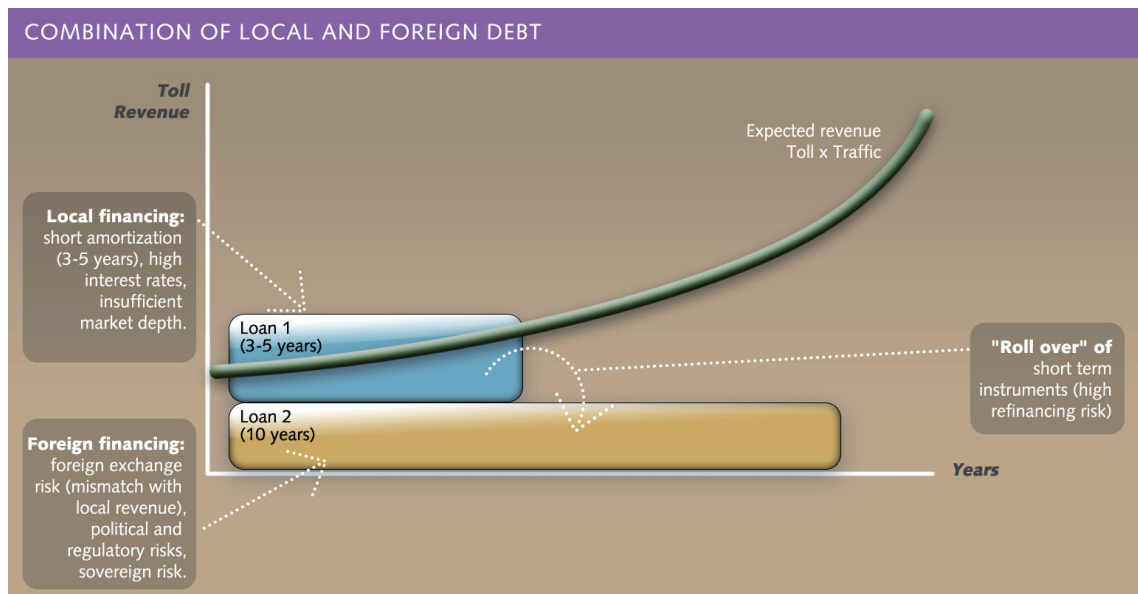 COMBINATION OF LOCAL AND FOREIGN DEBT
Toll
Revenue
Expected revenue
Toll x Traffic
Local financing:
short amortization
(3-5 years), high
interest rates,
insufficient
market depth.
Loan 1
(3-5 years)
"Roll over" of
short term
instruments (high
refinancing risk)
Loan 2
(10 years)
Foreign financing:
foreign exchange
risk (mismatch with
local revenue),
political and
regulatory risks,
sovereign risk.
Years